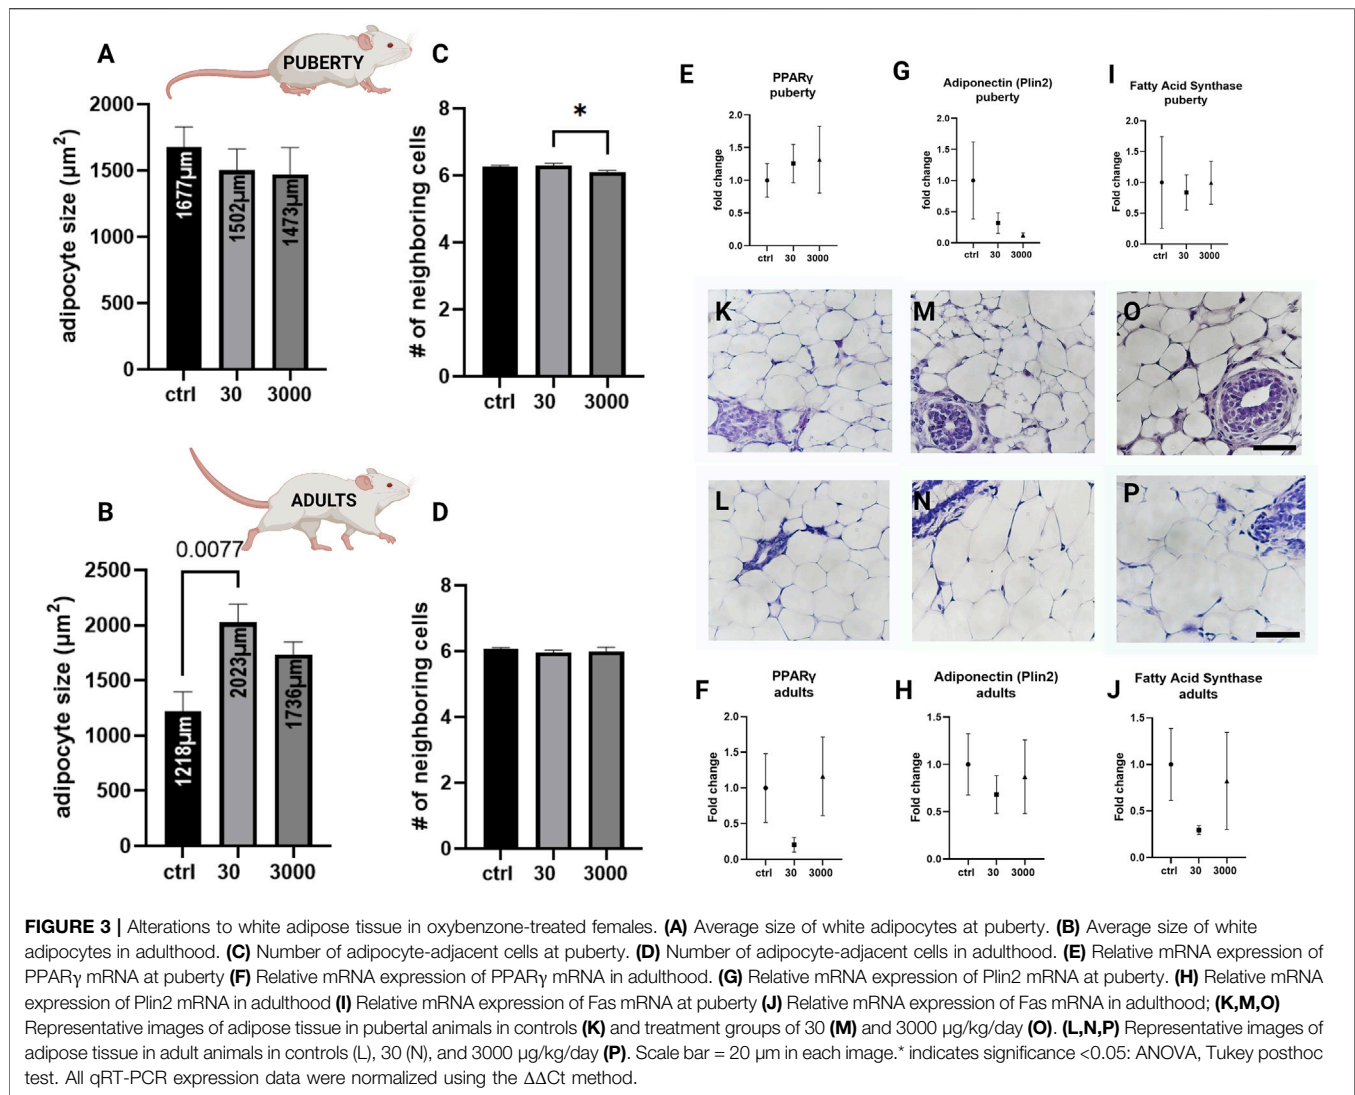 A
PUBERTY
adipocyte size (µm²)
2000
1500
1000
500
0
1677µm
1502µm
1473µm
ctrl 30 3000
C
# of neighboring cells
8
6
4
2
0
*
ctrl 30 3000
E
PPARγ
puberty
fold change
2.0
1.5
1.0
0.5
0.0
ctrl 30 3000
G
Adiponectin (Plin2)
puberty
fold change
2.0
1.5
1.0
0.5
0.0
ctrl 30 3000
I
Fatty Acid Synthase
puberty
Fold change
2.0
1.5
1.0
0.5
0.0
ctrl 30 3000
K
M
O
L
N
P
B
ADULTS
adipocyte size (µm²)
2500
2000
1500
1000
500
0
0.0077
1218µm
2023µm
1736µm
ctrl 30 3000
D
# of neighboring cells
8
6
4
2
0
ctrl 30 3000
F
PPARγ
adults
Fold change
2.0
1.5
1.0
0.5
0.0
ctrl 30 3000
H
Adiponectin (Plin2)
adults
Fold change
1.5
1.0
0.5
0.0
ctrl 30 3000
J
Fatty Acid Synthase
adults
Fold change
1.5
1.0
0.5
0.0
ctrl 30 3000
FIGURE 3 | Alterations to white adipose tissue in oxybenzone-treated females. (A) Average size of white adipocytes at puberty. (B) Average size of white
adipocytes in adulthood. (C) Number of adipocyte-adjacent cells at puberty. (D) Number of adipocyte-adjacent cells in adulthood. (E) Relative mRNA expression of
PPARγ mRNA at puberty (F) Relative mRNA expression of PPARγ mRNA in adulthood. (G) Relative mRNA expression of Plin2 mRNA at puberty. (H) Relative mRNA
expression of Plin2 mRNA in adulthood (I) Relative mRNA expression of Fas mRNA at puberty (J) Relative mRNA expression of Fas mRNA in adulthood; (K,M,O)
Representative images of adipose tissue in pubertal animals in controls (K) and treatment groups of 30 (M) and 3000 µg/kg/day (O). (L,N,P) Representative images of
adipose tissue in adult animals in controls (L), 30 (N), and 3000 µg/kg/day (P). Scale bar = 20 µm in each image.* indicates significance <0.05: ANOVA, Tukey posthoc
test. All qRT-PCR expression data were normalized using the ΔΔCt method.